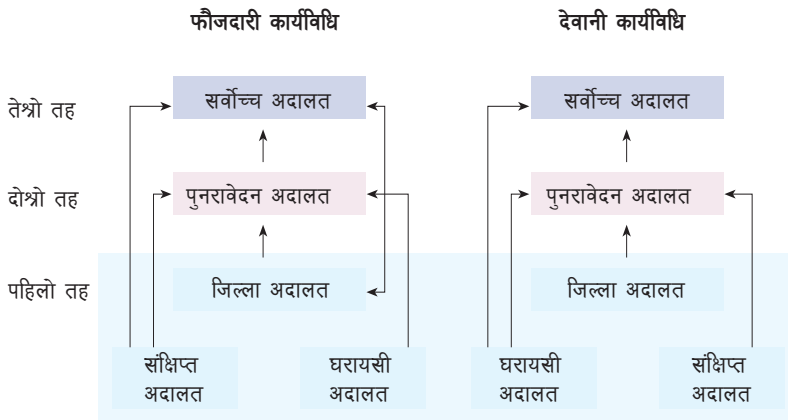 फौजदारी कार्यविधि
देवानी कार्यविधि
तेश्रो तह
सर्वोच्च अदालत
सर्वोच्च अदालत
दोश्रो तह
पुनरावेदन अदालत
पुनरावेदन अदालत
पहिलो तह
जिल्ला अदालत
जिल्ला अदालत
संक्षिप्त
अदालत
घरायसी
अदालत
घरायसी
अदालत
संक्षिप्त
अदालत